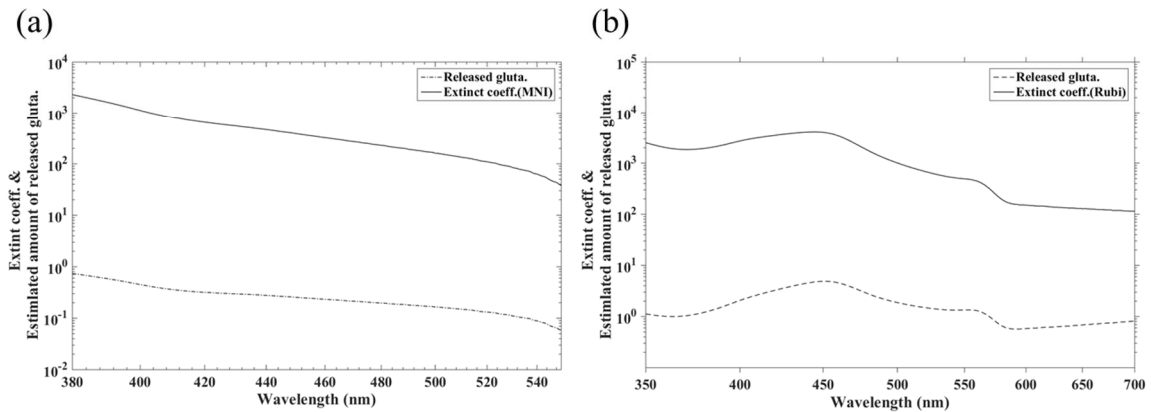 (a)
10^4
10^3
10^2
10^1
10^0
10^-1
10^-2
Extint coeff. &
Estimlated amount of released gluta.
Released gluta.
Extinct coeff.(MNI)
380 400 420 440 460 480 500 520 540
Wavelength (nm)
(b)
10^5
10^4
10^3
10^2
10^1
10^0
Extint coeff. &
Estimlated amount of released gluta.
Released gluta.
Extinct coeff.(Rubi)
350 400 450 500 550 600 650 700
Wavelength (nm)